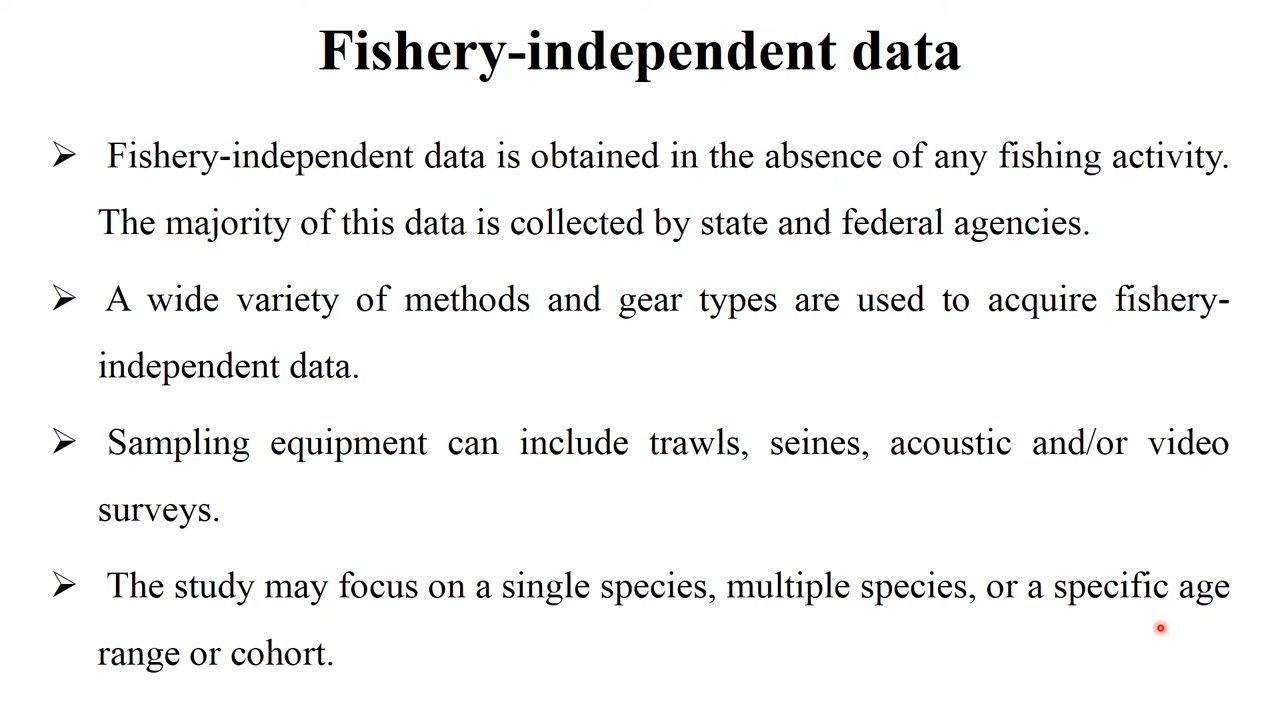 Fishery-independent data
➢ Fishery-independent data is obtained in the absence of any fishing activity.
The majority of this data is collected by state and federal agencies.
➢ A wide variety of methods and gear types are used to acquire fishery-
independent data.
➢ Sampling equipment can include trawls, seines, acoustic and/or video
surveys.
➢ The study may focus on a single species, multiple species, or a specific age
range or cohort.